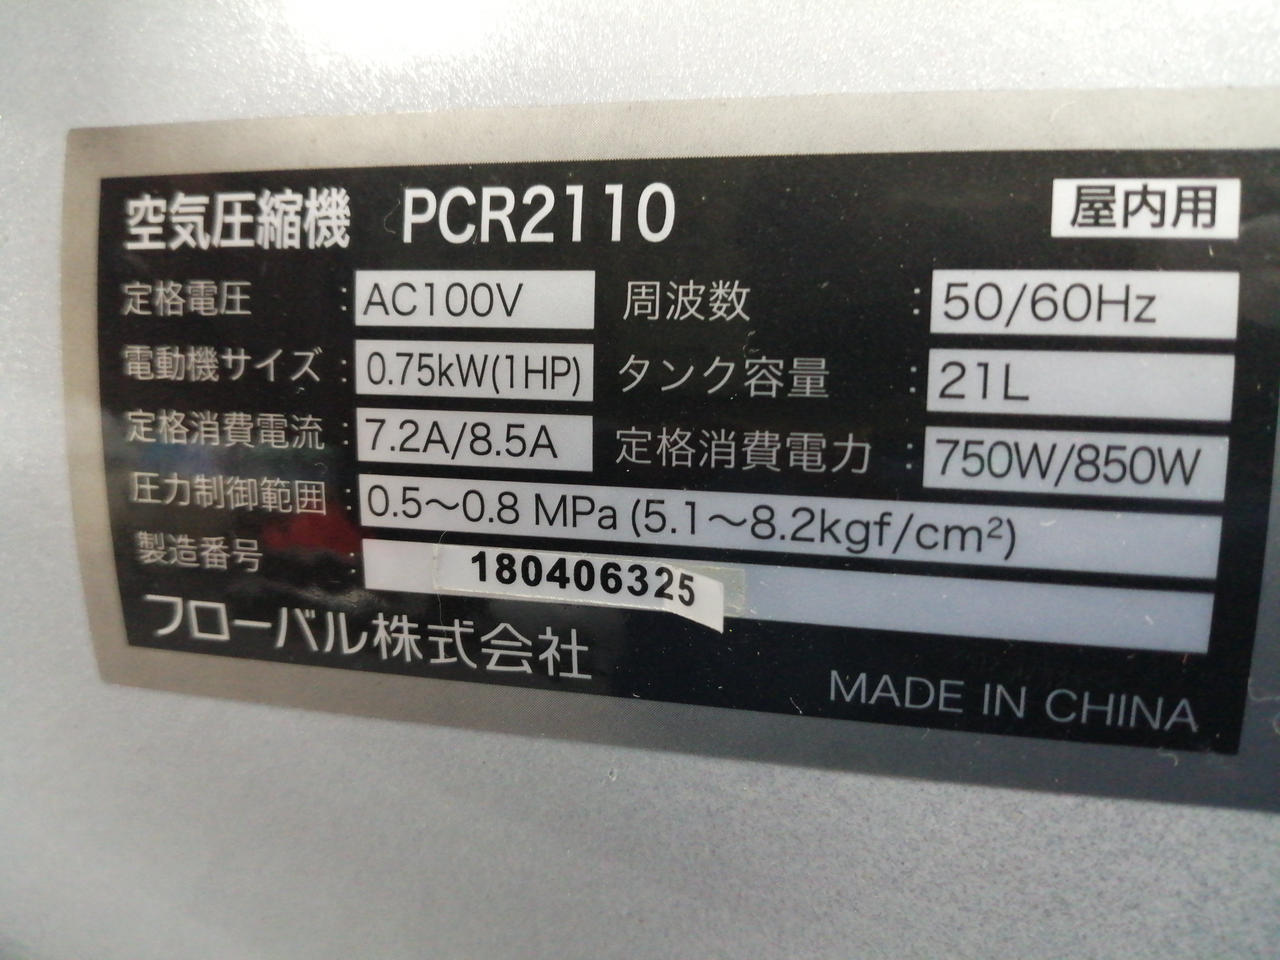 空気圧縮機 PCR2110 屋内用
定格電圧 : AC100V 周波数 : 50/60Hz
電動機サイズ : 0.75kW(1HP) タンク容量 : 21L
定格消費電流 : 7.2A/8.5A 定格消費電力 : 750W/850W
圧力制御範囲 : 0.5〜0.8 MPa (5.1〜8.2kgf/cm²)
製造番号 : 180406325
フローバル株式会社
MADE IN CHINA